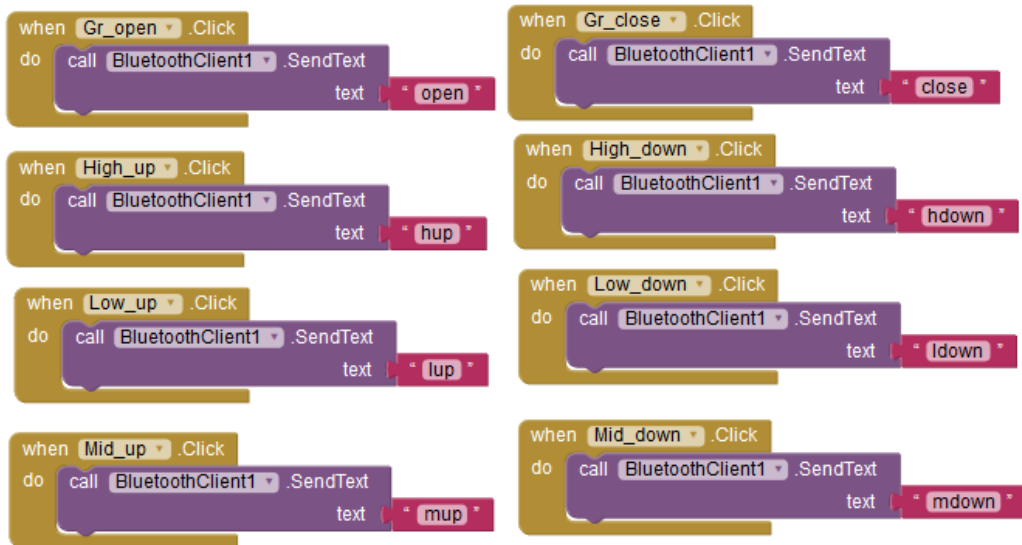 when Gr_open .Click
do call BluetoothClient1 .SendText
text " open "
when Gr_close .Click
do call BluetoothClient1 .SendText
text " close "
when High_up .Click
do call BluetoothClient1 .SendText
text " hup "
when High_down .Click
do call BluetoothClient1 .SendText
text " hdown "
when Low_up .Click
do call BluetoothClient1 .SendText
text " lup "
when Low_down .Click
do call BluetoothClient1 .SendText
text " ldown "
when Mid_up .Click
do call BluetoothClient1 .SendText
text " mup "
when Mid_down .Click
do call BluetoothClient1 .SendText
text " mdown "